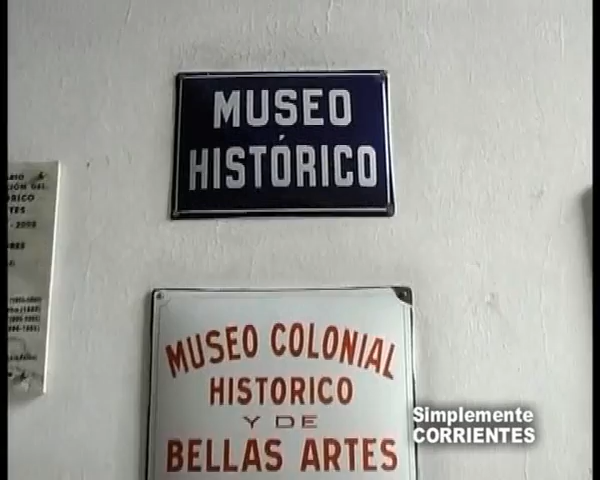 MUSEO
HISTÓRICO
MUSEO COLONIAL
HISTORICO
Y DE
BELLAS ARTES
Simplemente
CORRIENTES